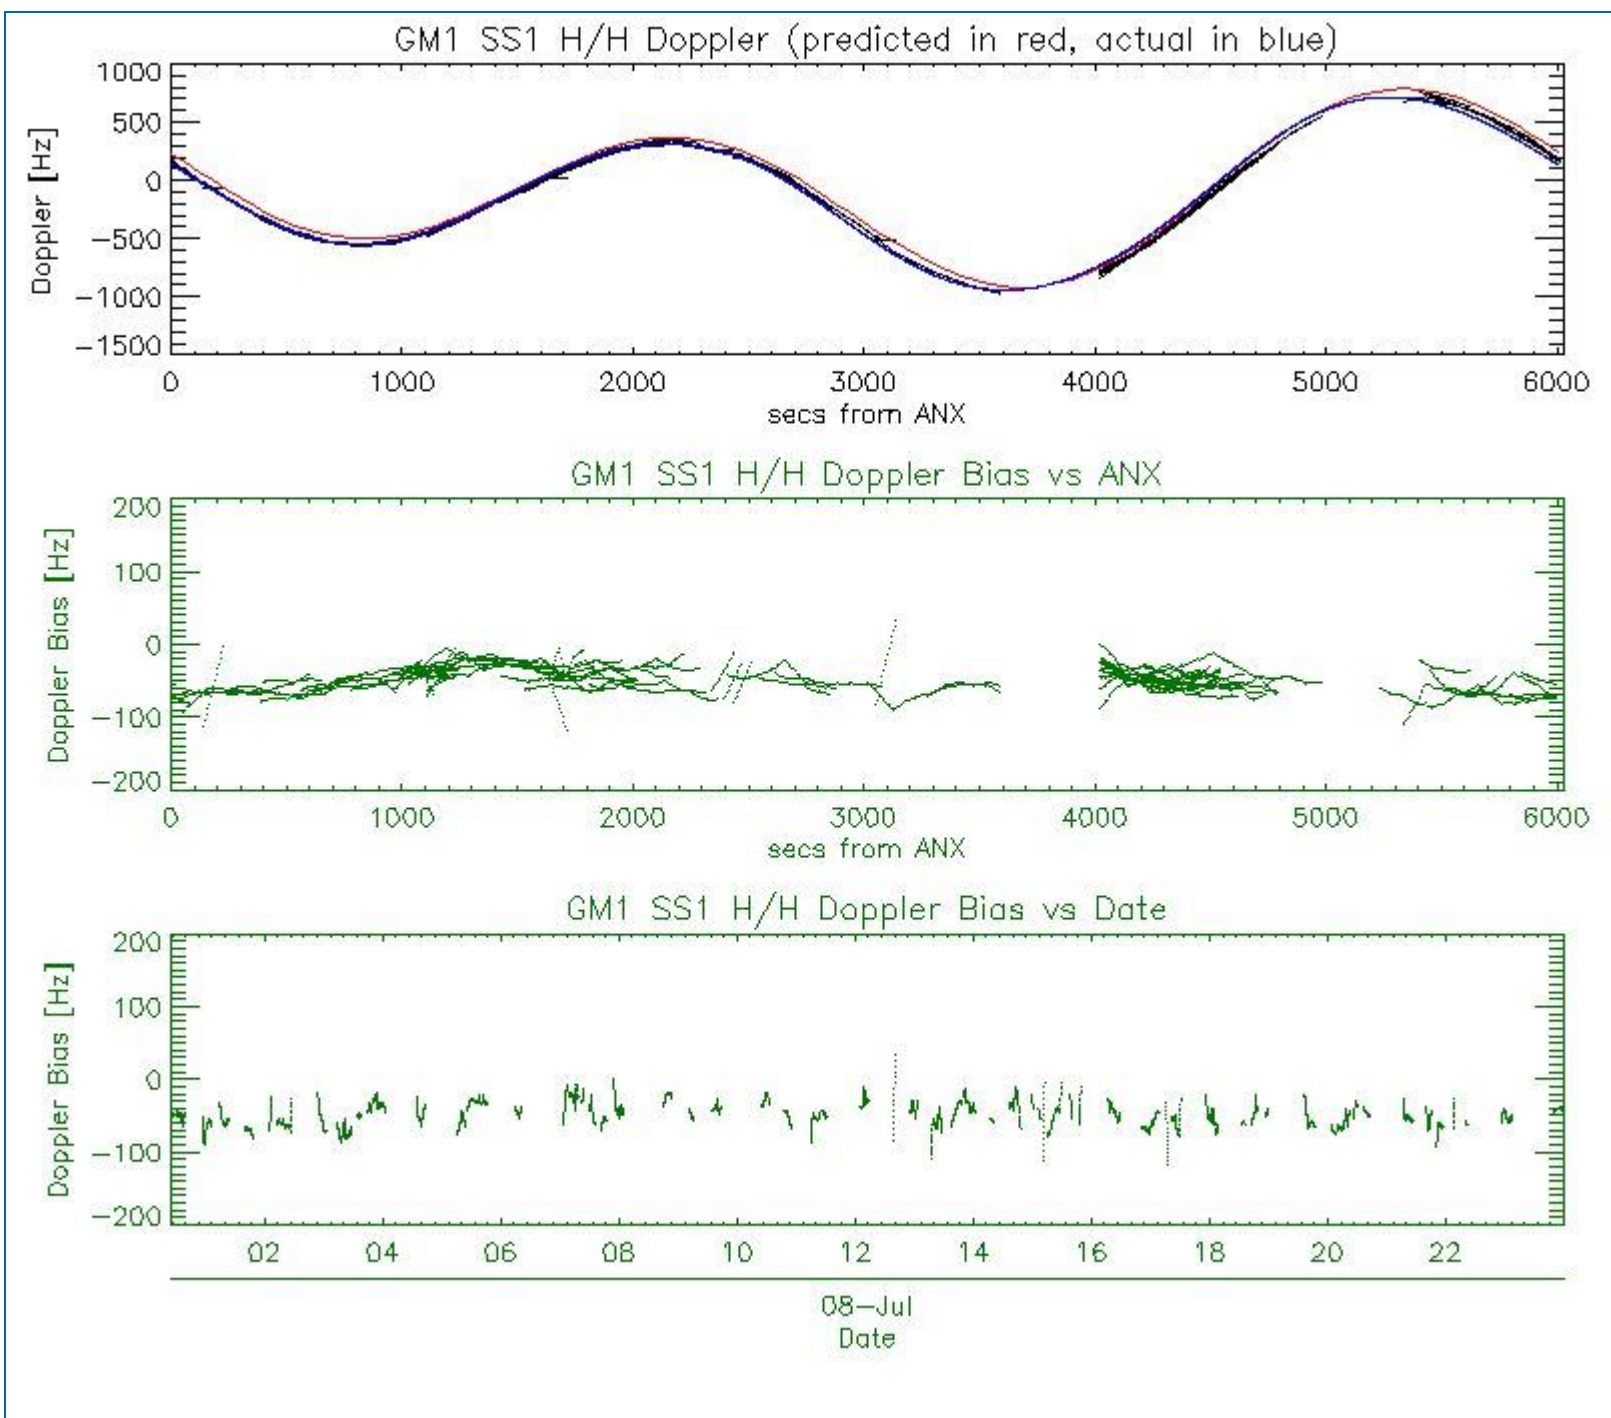 GM1 SS1 H/H Doppler (predicted in red, actual in blue)
Doppler [Hz]
1000
500
0
-500
-1000
-1500
0 1000 2000 3000 4000 5000 6000
secs from ANX
GM1 SS1 H/H Doppler Bias vs ANX
Doppler Bias [Hz]
200
100
0
-100
-200
0 1000 2000 3000 4000 5000 6000
secs from ANX
GM1 SS1 H/H Doppler Bias vs Date
Doppler Bias [Hz]
200
100
0
-100
-200
02 04 06 08 10 12 14 16 18 20 22
08-Jul
Date